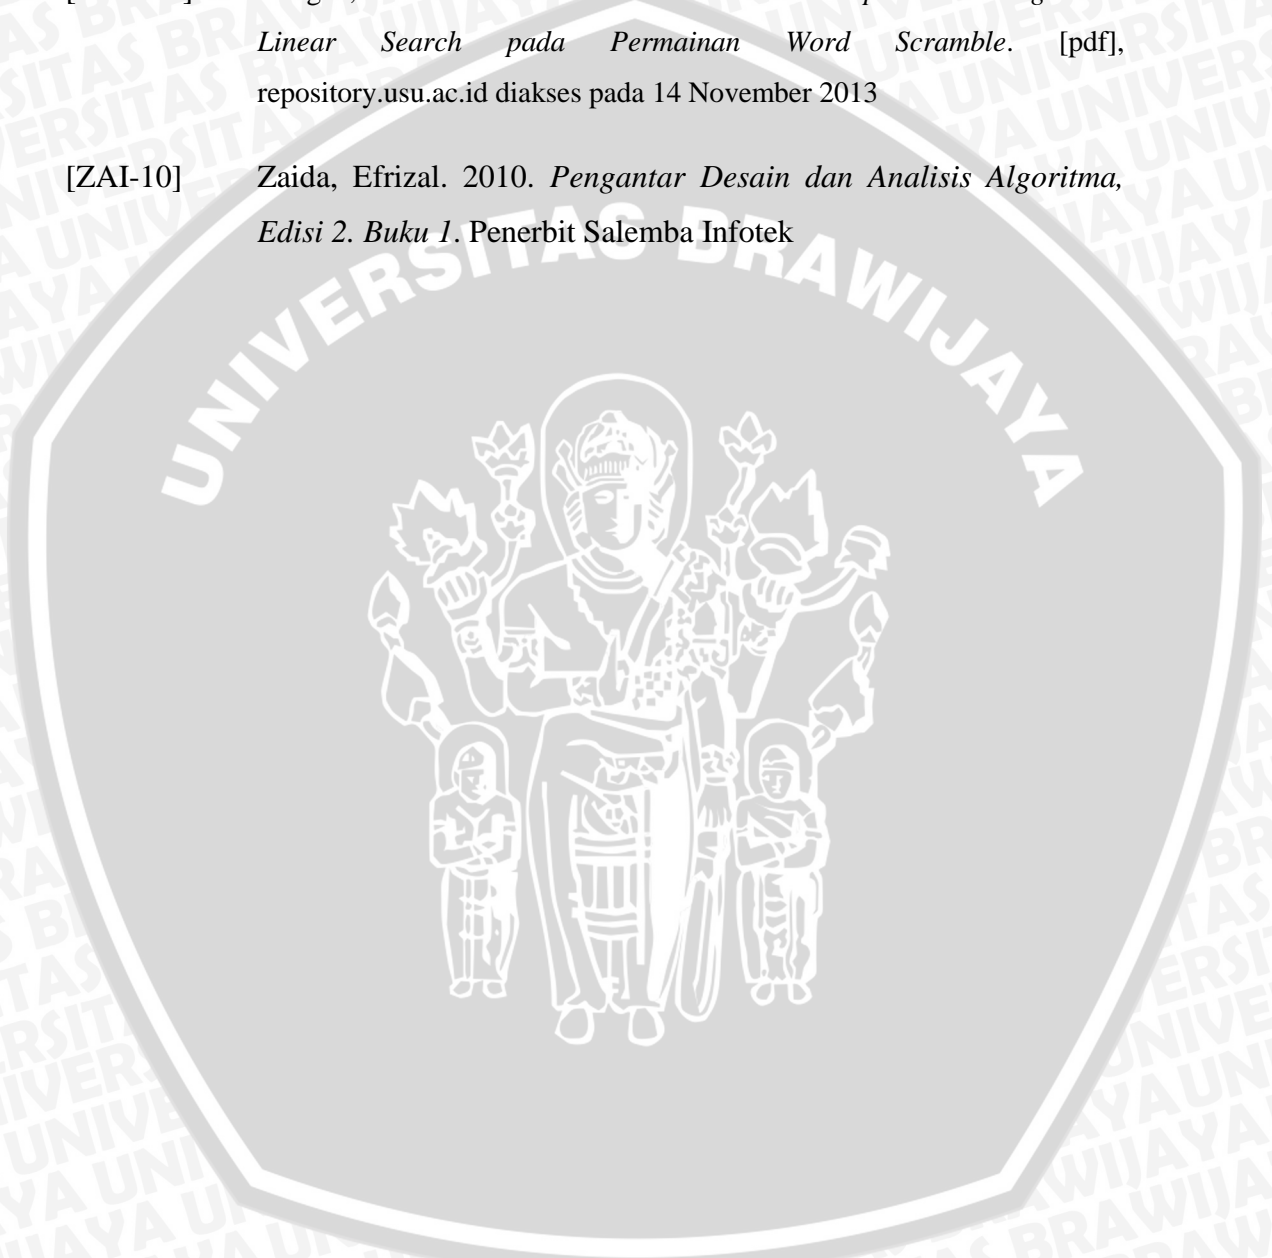 Linear Search pada Permainan Word Scramble. [pdf],
repository.usu.ac.id diakses pada 14 November 2013
[ZAI-10] Zaida, Efrizal. 2010. Pengantar Desain dan Analisis Algoritma,
Edisi 2. Buku 1. Penerbit Salemba Infotek
UNIVERSITAS BRAWIJAYA